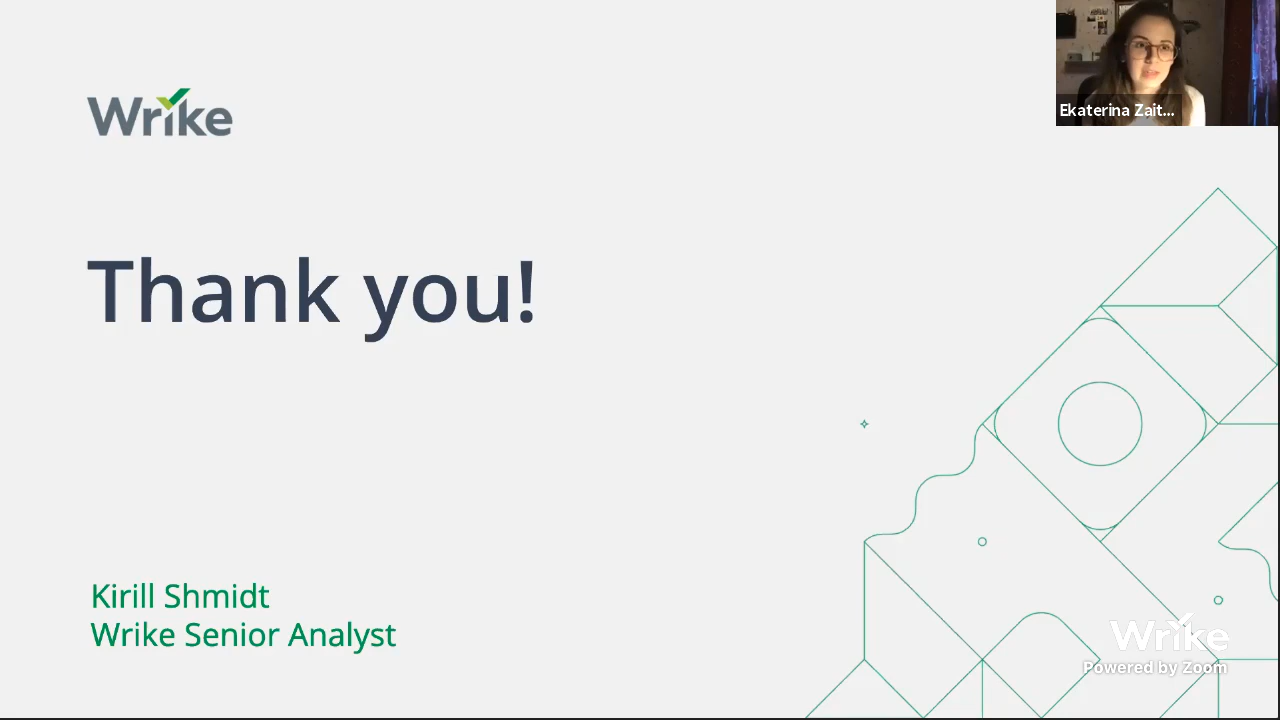 Wrike
Ekaterina Zait...
Thank you!
Kirill Shmidt
Wrike Senior Analyst
Wrike
Powered by Zoom